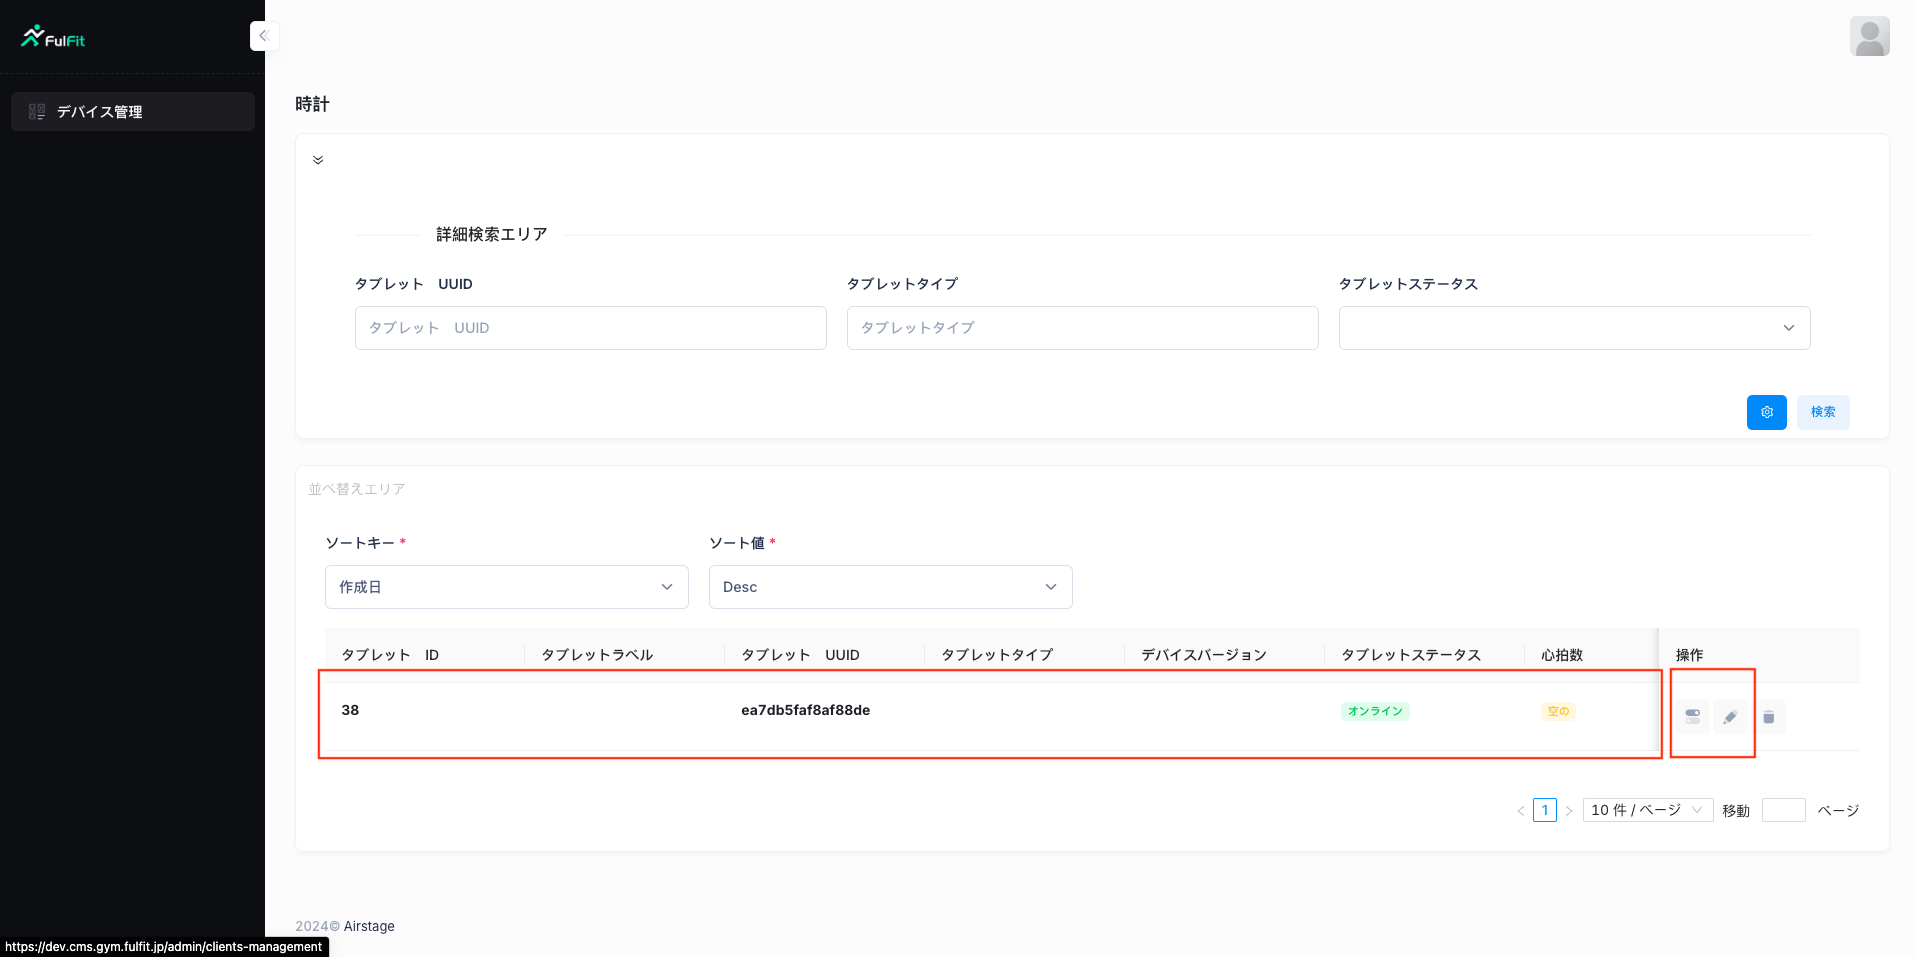 FulFit
デバイス管理
時計
詳細検索エリア
タブレット　UUID
タブレットタイプ
タブレットステータス
タブレット　UUID
タブレットタイプ
検索
並べ替えエリア
ソートキー *
ソート値 *
作成日
Desc
タブレット　ID
タブレットラベル
タブレット　UUID
タブレットタイプ
デバイスバージョン
タブレットステータス
心拍数
操作
38
ea7db5faf8af88de
オンライン
空の
1
10 件 / ページ
移動
ページ
2024© Airstage
https://dev.cms.gym.fulfit.jp/admin/clients-management